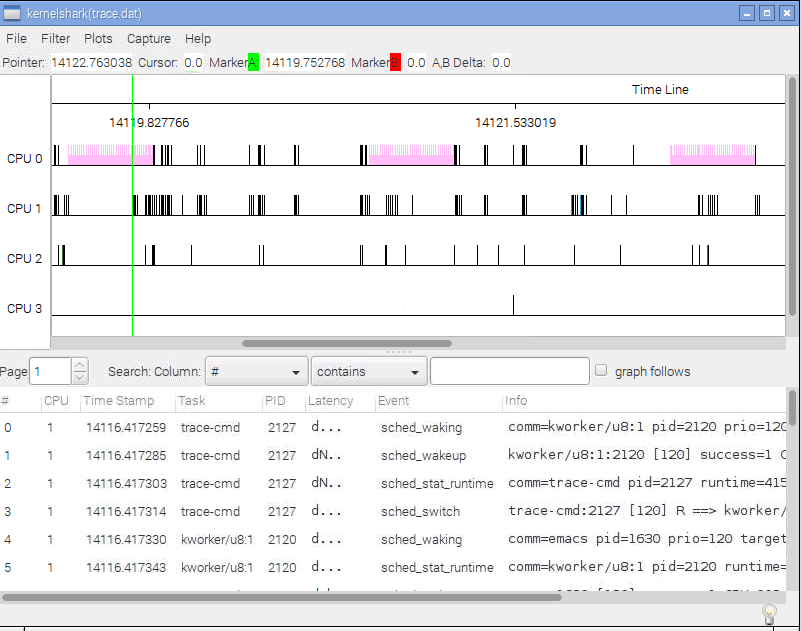 kernelshark(trace.dat)
File Filter Plots Capture Help
Pointer: 14122.763038 Cursor: 0.0 MarkerA: 14119.752768 MarkerB: 0.0 A,B Delta: 0.0
Time Line
14119.827766 14121.533019
CPU 0
CPU 1
CPU 2
CPU 3
Page 1 Search: Column: # contains graph follows
# CPU Time Stamp Task PID Latency Event Info
0 1 14116.417259 trace-cmd 2127 d... sched_waking comm=kworker/u8:1 pid=2120 prio=120
1 1 14116.417285 trace-cmd 2127 dN.. sched_wakeup kworker/u8:1:2120 [120] success=1 C
2 1 14116.417303 trace-cmd 2127 dN.. sched_stat_runtime comm=trace-cmd pid=2127 runtime=415
3 1 14116.417314 trace-cmd 2127 d... sched_switch trace-cmd:2127 [120] R ==> kworker/
4 1 14116.417330 kworker/u8:1 2120 d... sched_waking comm=emacs pid=1630 prio=120 target
5 1 14116.417343 kworker/u8:1 2120 d... sched_stat_runtime comm=kworker/u8:1 pid=2120 runtime=